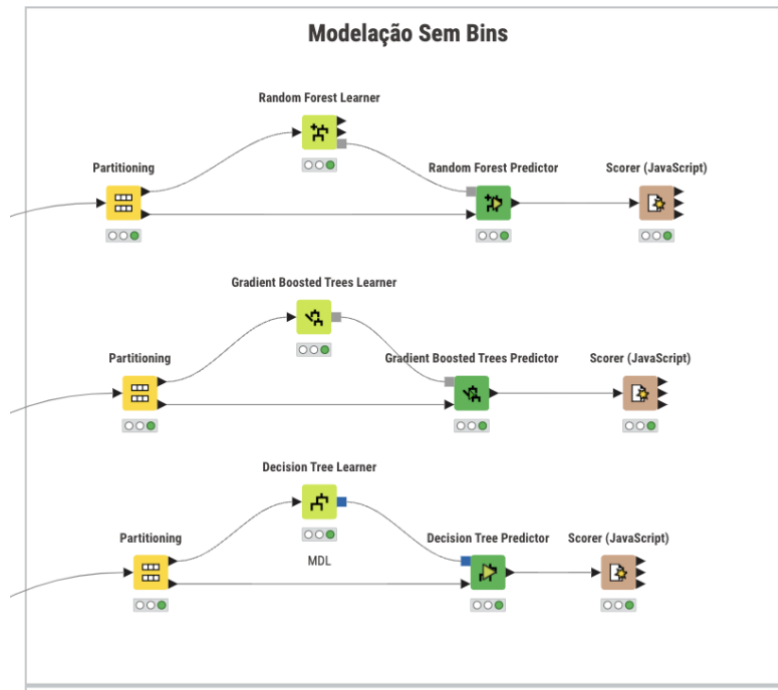 Modelação Sem Bins
Random Forest Learner
Partitioning
Random Forest Predictor
Scorer (JavaScript)
Gradient Boosted Trees Learner
Partitioning
Gradient Boosted Trees Predictor
Scorer (JavaScript)
Decision Tree Learner
MDL
Partitioning
Decision Tree Predictor
Scorer (JavaScript)